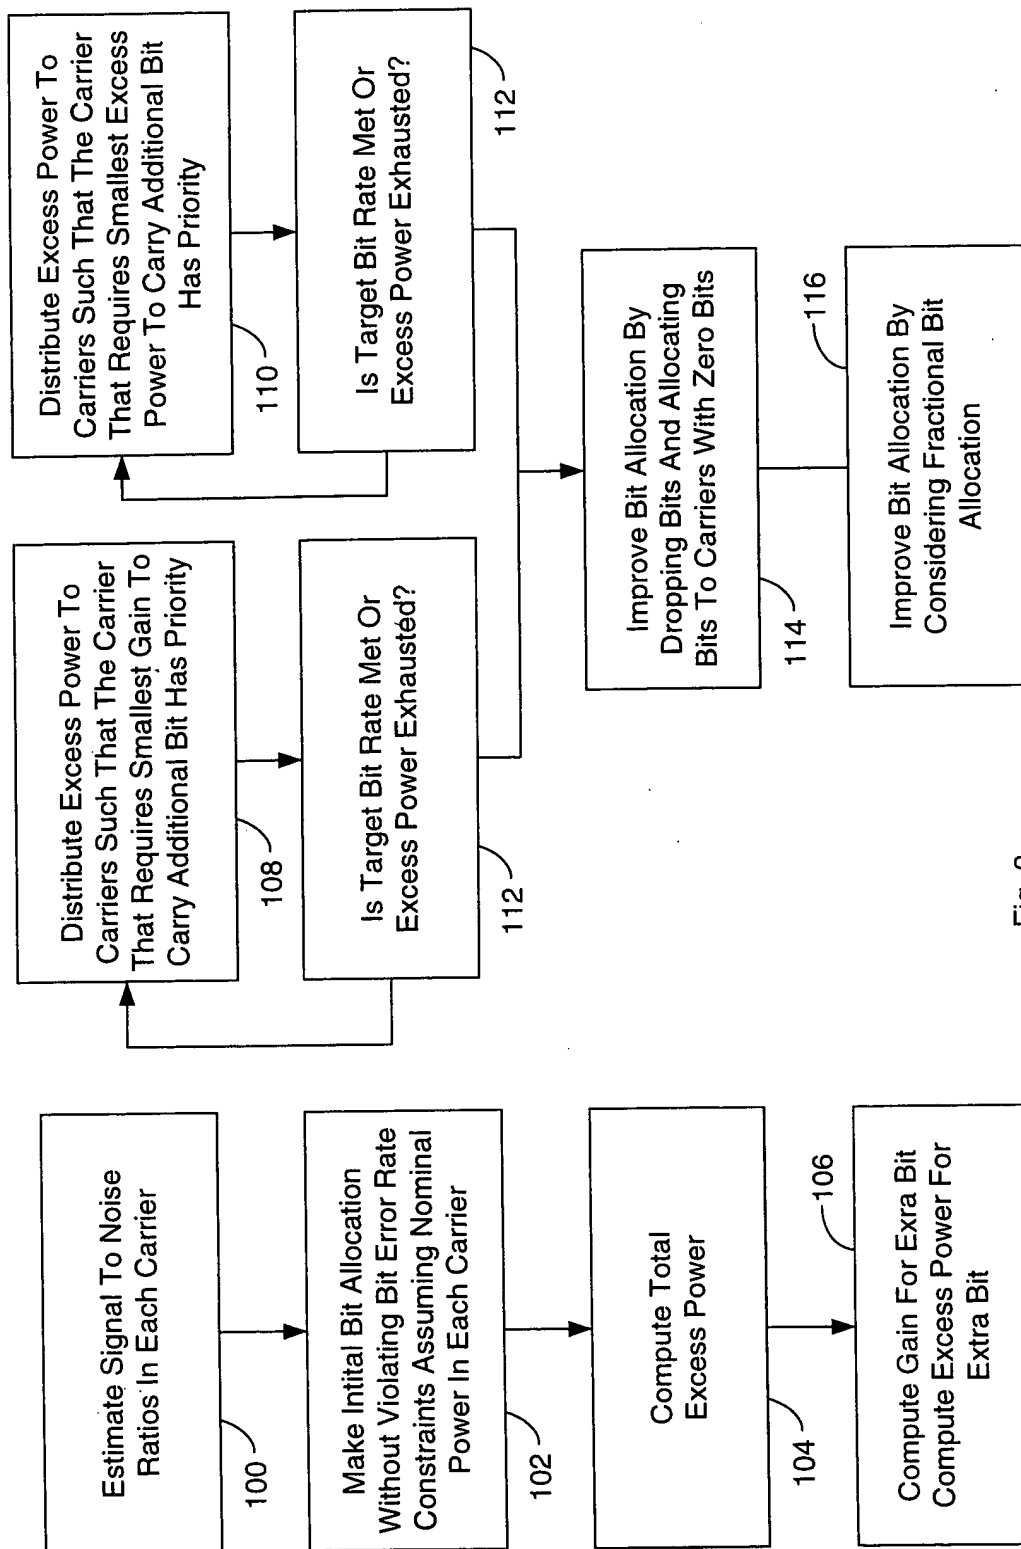 Estimate Signal To Noise
Ratios In Each Carrier
100
Make Intital Bit Allocation
Without Violating Bit Error Rate
Constraints Assuming Nominal
Power In Each Carrier
102
Compute Total
Excess Power
104
Compute Gain For Exra Bit
Compute Excess Power For
Extra Bit
106
Distribute Excess Power To
Carriers Such That The Carrier
That Requires Smallest Gain To
Carry Additional Bit Has Priority
108
Is Target Bit Rate Met Or
Excess Power Exhausted?
112
Distribute Excess Power To
Carriers Such That The Carrier
That Requires Smallest Excess
Power To Carry Additional Bit
Has Priority
110
Is Target Bit Rate Met Or
Excess Power Exhausted?
112
Improve Bit Allocation By
Dropping Bits And Allocating
Bits To Carriers With Zero Bits
114
Improve Bit Allocation By
Considering Fractional Bit
Allocation
116
Fig.